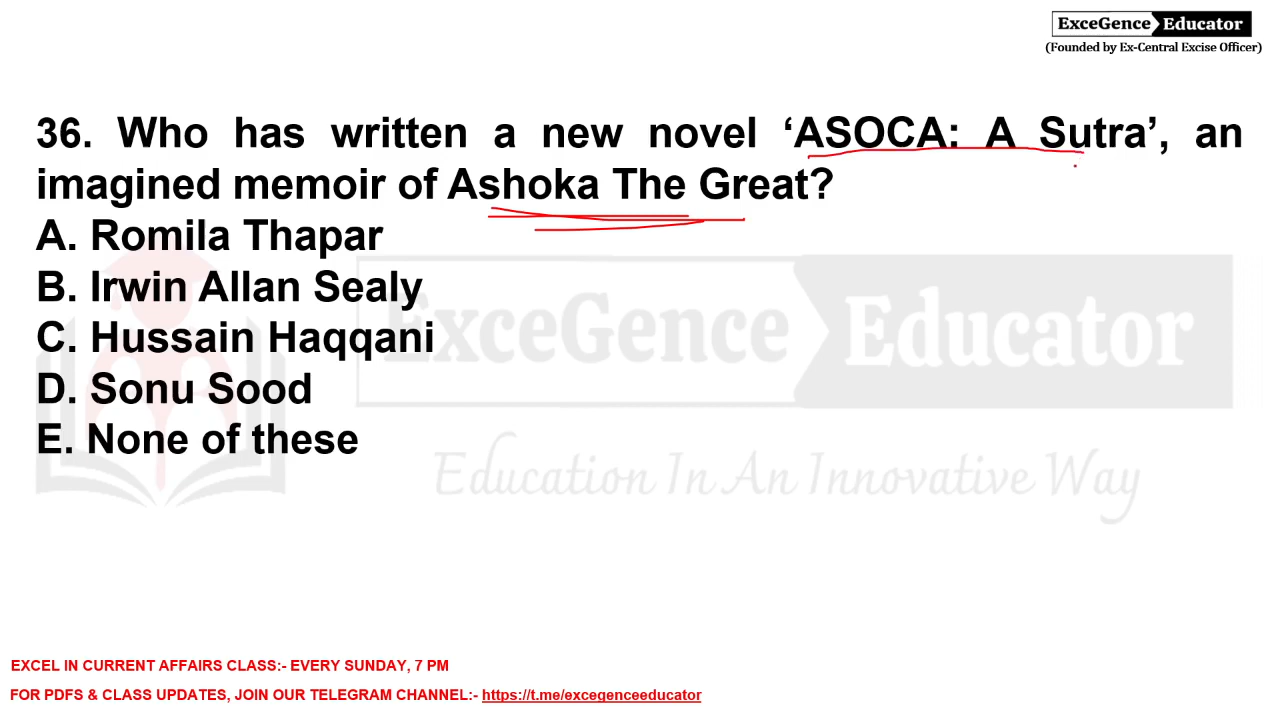 ExceGence Educator
(Founded by Ex-Central Excise Officer)
36. Who has written a new novel ‘ASOCA: A Sutra’, an
imagined memoir of Ashoka The Great?
A. Romila Thapar
B. Irwin Allan Sealy
C. Hussain Haqqani
D. Sonu Sood
E. None of these
ExceGence Educator
Education In An Innovative Way
EXCEL IN CURRENT AFFAIRS CLASS:- EVERY SUNDAY, 7 PM
FOR PDFS & CLASS UPDATES, JOIN OUR TELEGRAM CHANNEL:- https://t.me/excegenceeducator